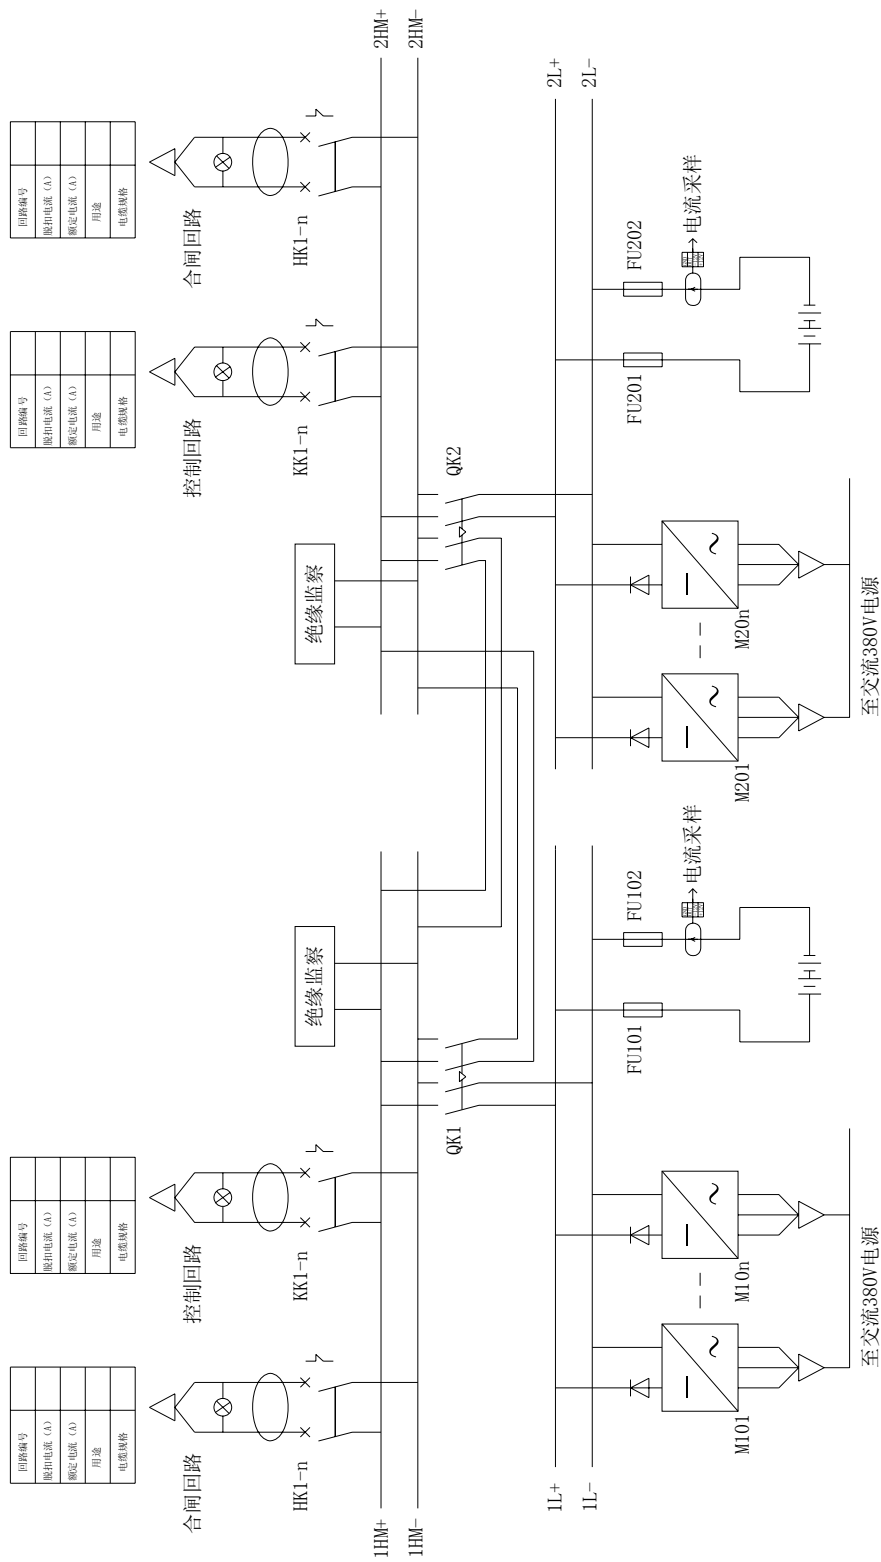 回路编号
脱扣电流(A)
额定电流(A)
用途
电缆规格
回路编号
脱扣电流(A)
额定电流(A)
用途
电缆规格
回路编号
脱扣电流(A)
额定电流(A)
用途
电缆规格
回路编号
脱扣电流(A)
额定电流(A)
用途
电缆规格
合闸回路
控制回路
控制回路
合闸回路
HK1-n
KK1-n
绝缘监察
绝缘监察
KK1-n
HK1-n
1HM+
2HM+
1HM-
2HM-
QK1
QK2
1L+
2L+
1L-
2L-
FU101
FU102
FU201
FU202
电流采样
电流采样
M101
M10n
M201
M20n
至交流380V电源
至交流380V电源